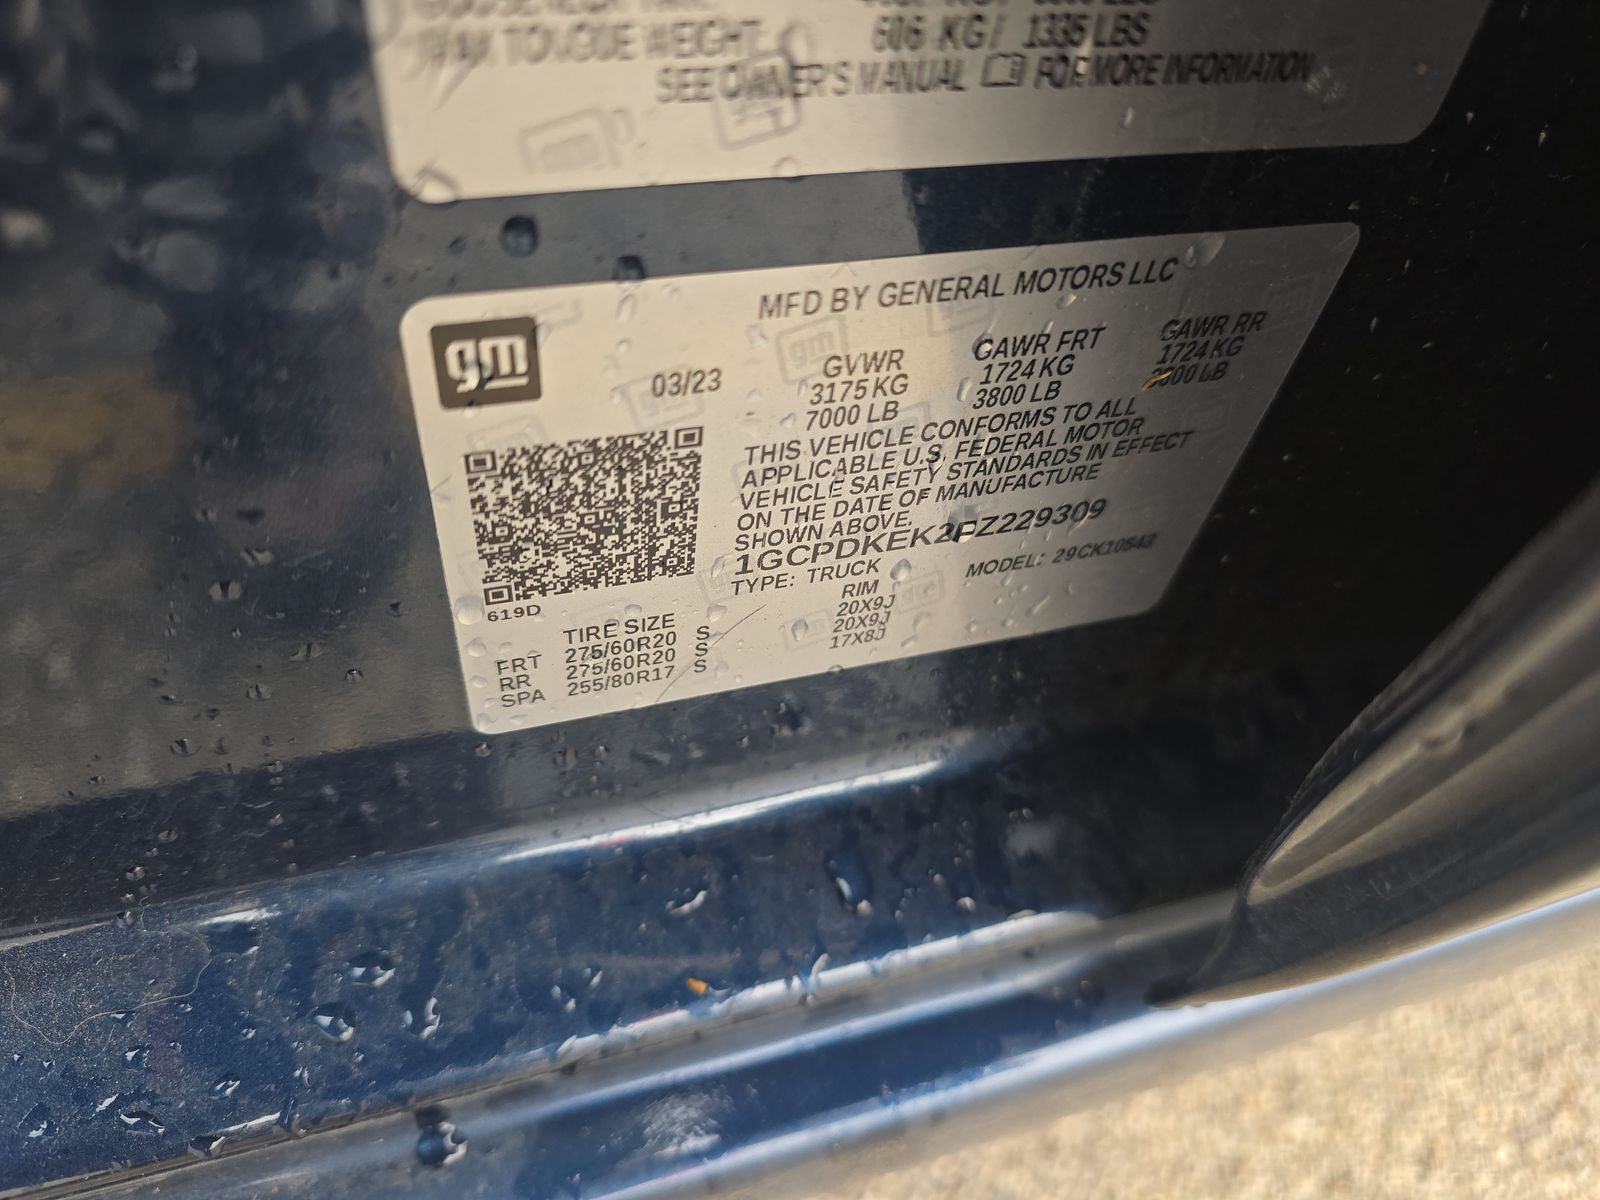 MAX TONGUE WEIGHT: 606 KG/ 1335 LBS
SEE OWNER'S MANUAL FOR MORE INFORMATION
MFD BY GENERAL MOTORS LLC
gm
03/23
GVWR GAWR FRT GAWR RR
3175 KG 1724 KG 1724 KG
7000 LB 3800 LB 3800 LB
THIS VEHICLE CONFORMS TO ALL
APPLICABLE U.S. FEDERAL MOTOR
VEHICLE SAFETY STANDARDS IN EFFECT
ON THE DATE OF MANUFACTURE
SHOWN ABOVE.
1GCPDKEK2PZ229309
TYPE: TRUCK MODEL: 29CK10543
619D
TIRE SIZE RIM
FRT 275/60R20 S 20X9J
RR 275/60R20 S 20X9J
SPA 255/80R17 S 17X8J